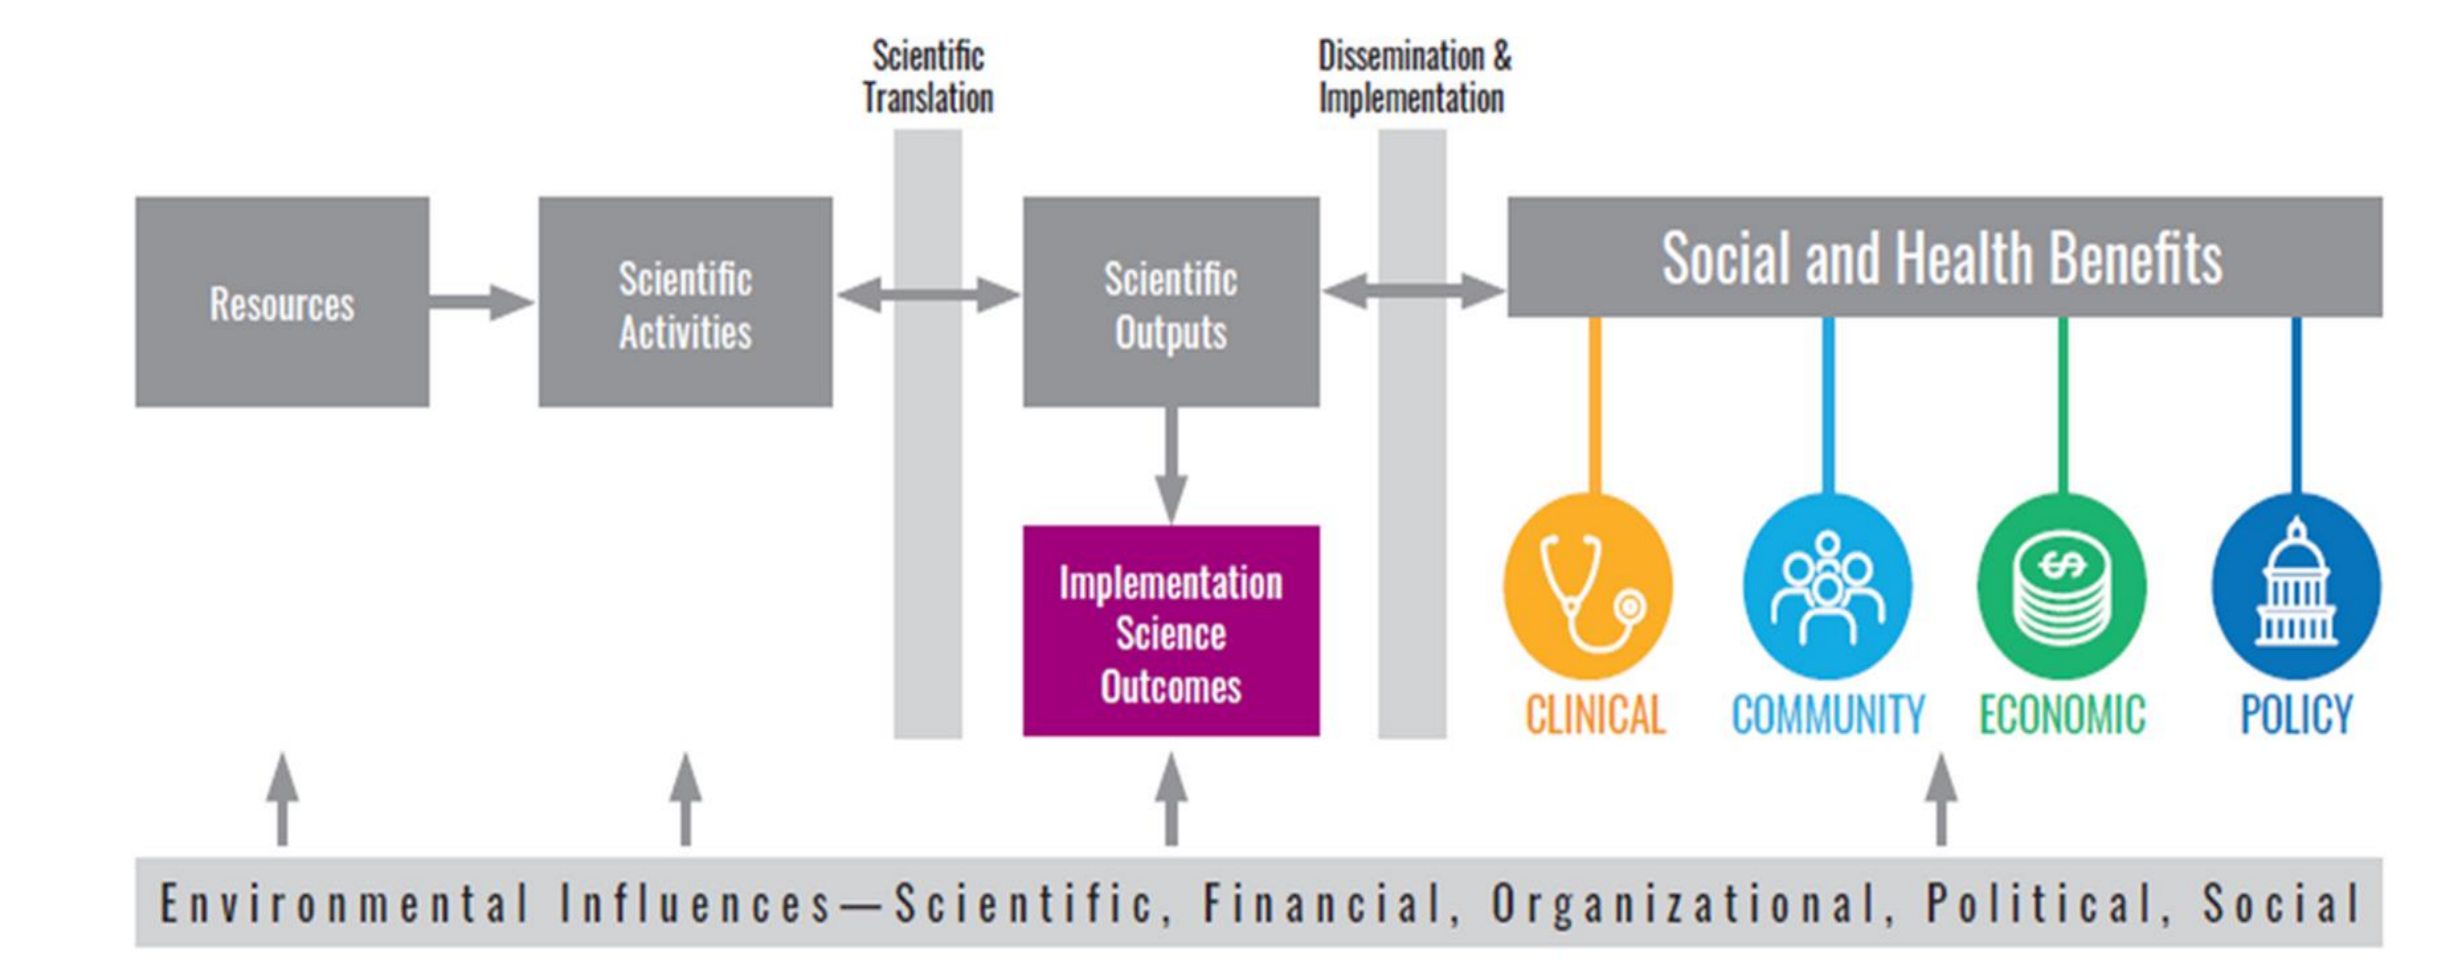 Scientific
Translation
Dissemination &
Implementation
Resources
Scientific
Activities
Scientific
Outputs
Social and Health Benefits
Implementation
Science
Outcomes
CLINICAL
COMMUNITY
ECONOMIC
POLICY
Environmental Influences—Scientific, Financial, Organizational, Political, Social